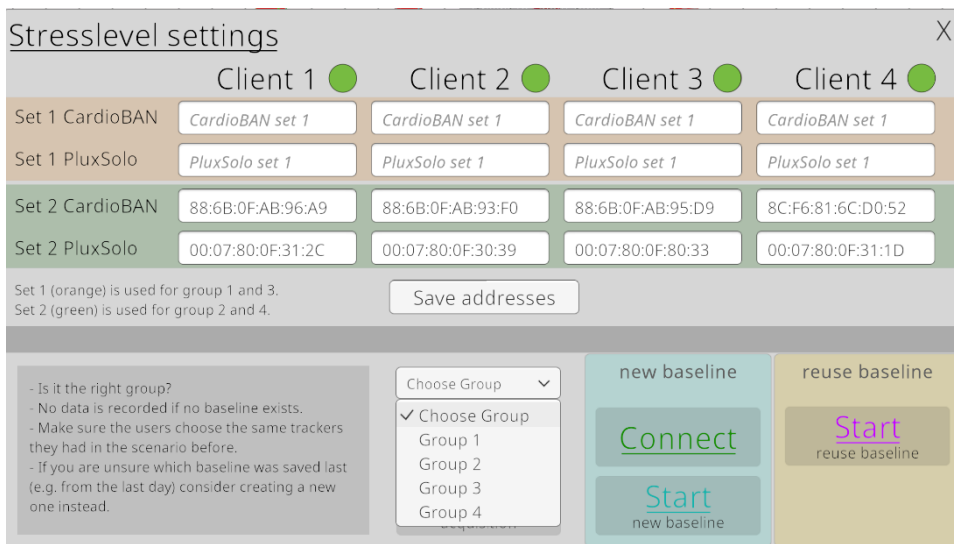 Stresslevel settings
X
Client 1
Client 2
Client 3
Client 4
Set 1 CardioBAN
CardioBAN set 1
CardioBAN set 1
CardioBAN set 1
CardioBAN set 1
Set 1 PluxSolo
PluxSolo set 1
PluxSolo set 1
PluxSolo set 1
PluxSolo set 1
Set 2 CardioBAN
88:6B:0F:AB:96:A9
88:6B:0F:AB:93:F0
88:6B:0F:AB:95:D9
8C:F6:81:6C:D0:52
Set 2 PluxSolo
00:07:80:0F:31:2C
00:07:80:0F:30:39
00:07:80:0F:80:33
00:07:80:0F:31:1D
Set 1 (orange) is used for group 1 and 3.
Set 2 (green) is used for group 2 and 4.
Save addresses
- Is it the right group?
- No data is recorded if no baseline exists.
- Make sure the users choose the same trackers
they had in the scenario before.
- If you are unsure which baseline was saved last
(e.g. from the last day) consider creating a new
one instead.
Choose Group
Choose Group
Group 1
Group 2
Group 3
Group 4
new baseline
Connect
Start
new baseline
reuse baseline
Start
reuse baseline